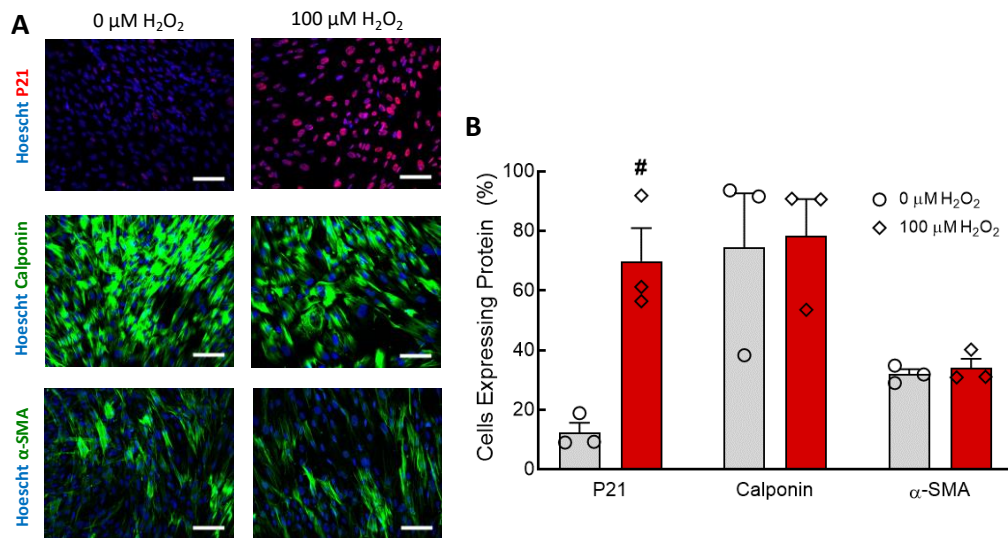 A
0 µM H₂O₂
100 µM H₂O₂
Hoescht P21
Hoescht Calponin
Hoescht α-SMA
B
Cells Expressing Protein (%)
100
80
60
40
20
0
#
0 µM H₂O₂
100 µM H₂O₂
P21
Calponin
α-SMA